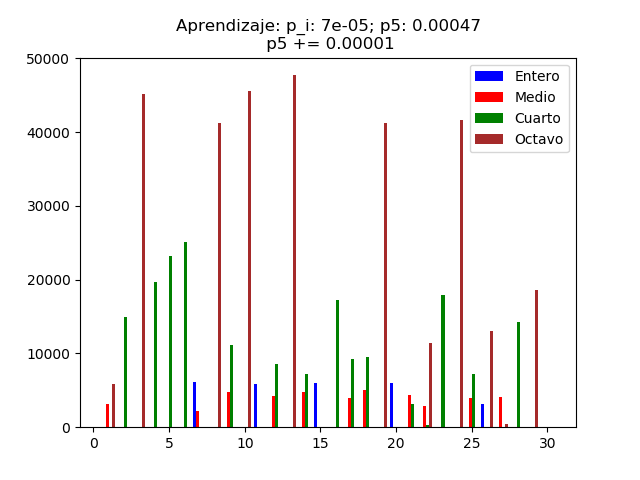 Aprendizaje: p_i: 7e-05; p5: 0.00047
p5 += 0.00001
50000
40000
30000
20000
10000
0
Entero
Medio
Cuarto
Octavo
0 5 10 15 20 25 30